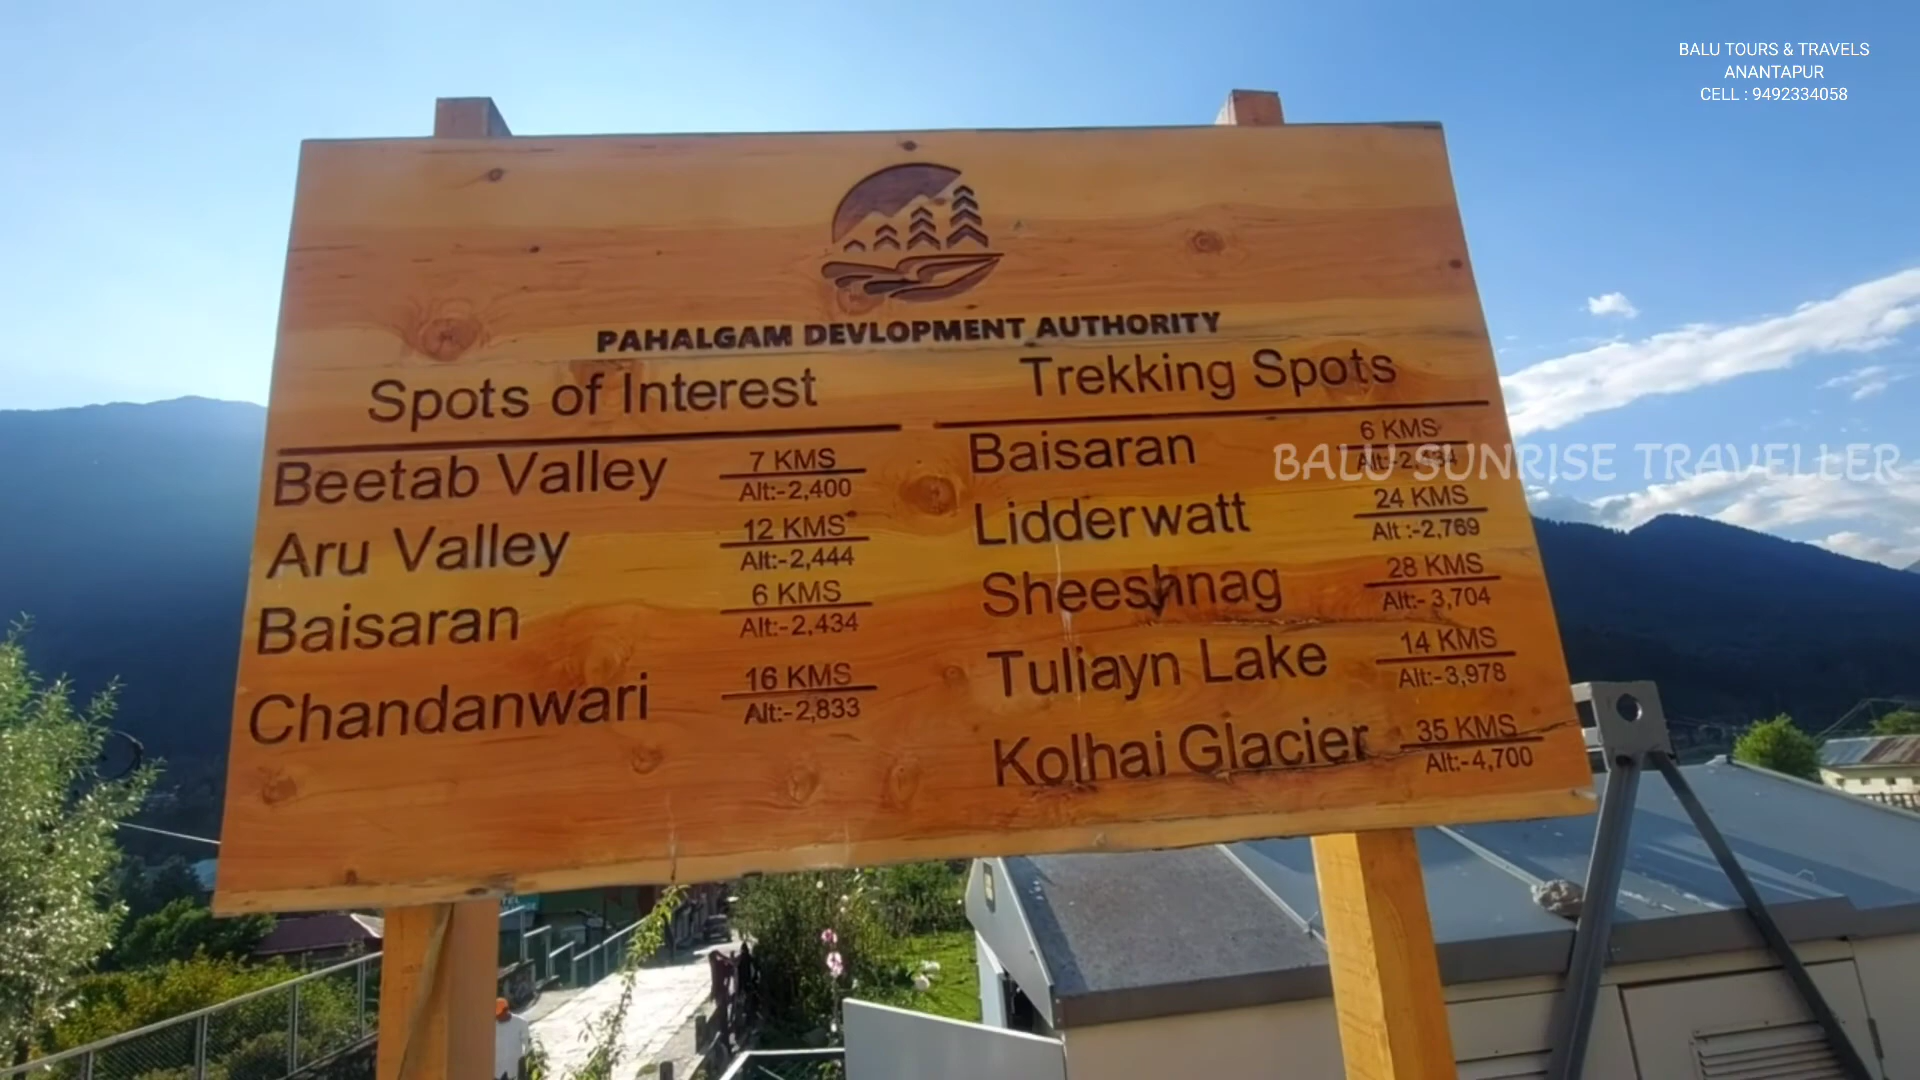 BALU TOURS & TRAVELS
ANANTAPUR
CELL : 9492334058
PAHALGAM DEVLOPMENT AUTHORITY
Spots of Interest
Beetab Valley 7 KMS
Alt:-2,400
Aru Valley 12 KMS
Alt:-2,444
Baisaran 6 KMS
Alt:-2,434
Chandanwari 16 KMS
Alt:-2,833
Trekking Spots
Baisaran 6 KMS
Alt:-2,434
BALU SUNRISE TRAVELLER
Lidderwatt 24 KMS
Alt :-2,769
Sheeshnag 28 KMS
Alt:- 3,704
Tuliayn Lake 14 KMS
Alt:-3,978
Kolhai Glacier 35 KMS
Alt:-4,700